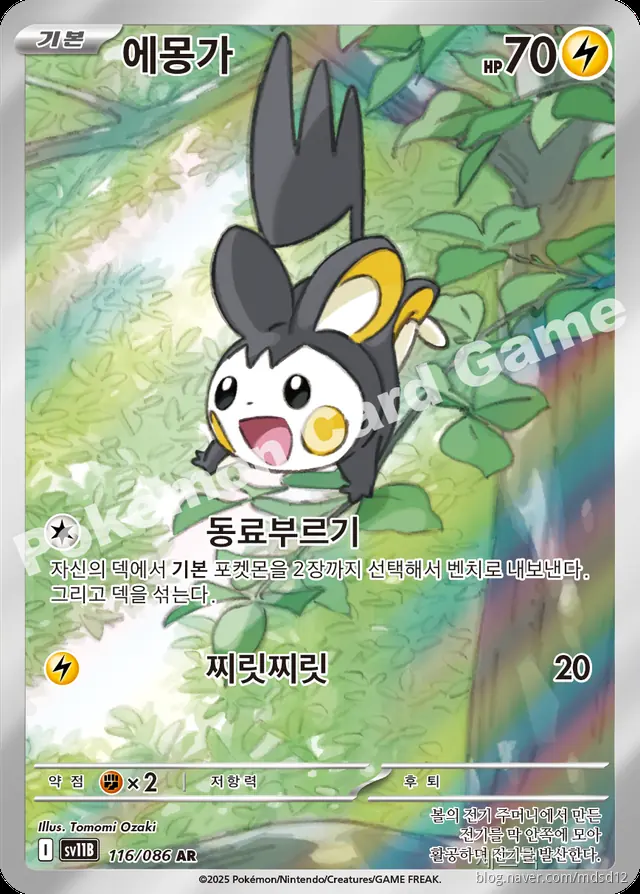 기본 에몽가 HP 70
Pokémon Card Game
동료부르기
자신의 덱에서 기본 포켓몬을 2장까지 선택해서 벤치로 내보낸다.
그리고 덱을 섞는다.
찌릿찌릿 20
약점 ×2 저항력 후퇴
Illus. Tomomi Ozaki
I sv11B 116/086 AR
볼의 전기 주머니에서 만든
전기를 막 안쪽에 모아
활공하며 전기를 발산한다.
©2025 Pokémon/Nintendo/Creatures/GAME FREAK.
blog.naver.com/mdsd12